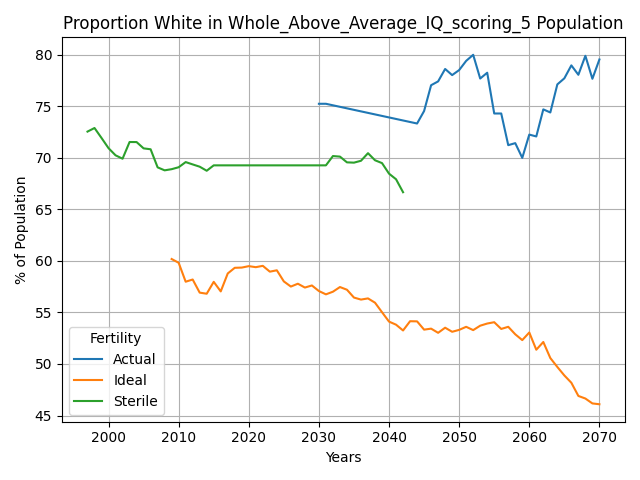 Proportion White in Whole_Above_Average_IQ_scoring_5 Population
% of Population
80
75
70
65
60
55
50
45
Fertility
Actual
Ideal
Sterile
2000 2010 2020 2030 2040 2050 2060 2070
Years